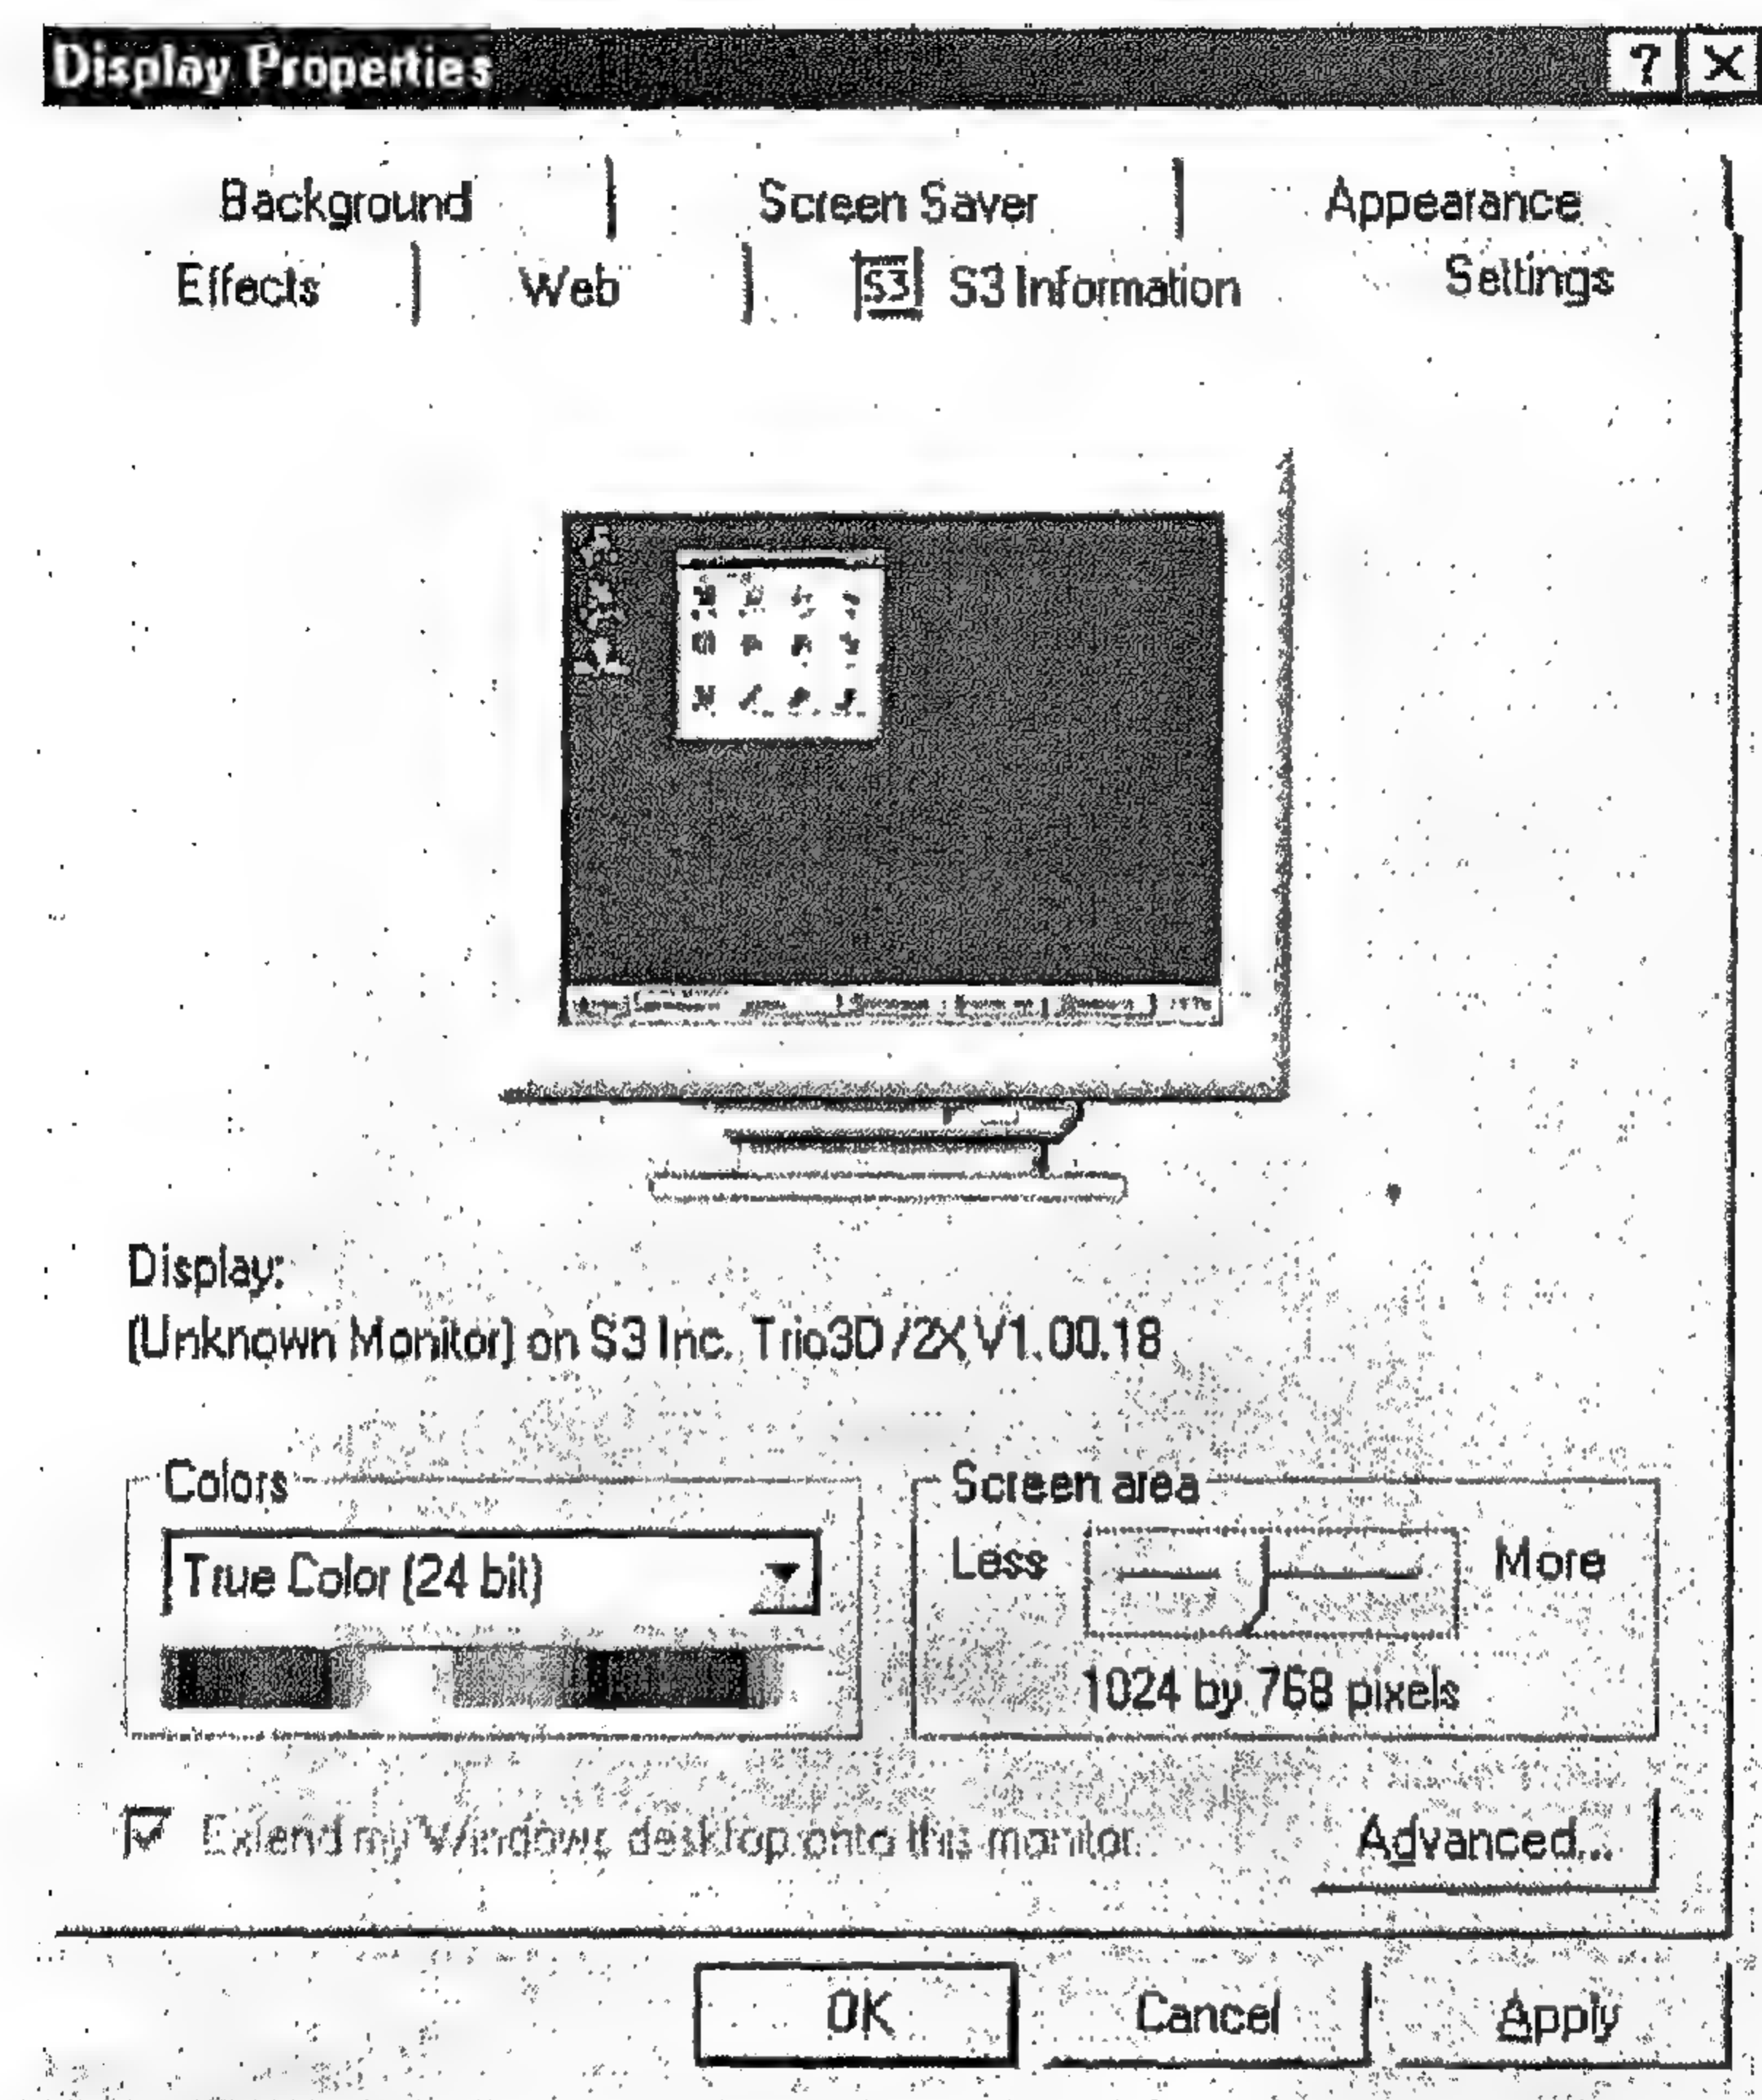 Display Properties ? X
Background Screen Saver Appearance
Effects Web S3 S3 Information Settings
Display:
(Unknown Monitor) on S3 Inc. Trio3D/2X V1.00.18
Colors
True Color (24 bit)
Screen area
Less More
1024 by 768 pixels
Extend my Windows desktop onto this monitor.
Advanced...
OK Cancel Apply